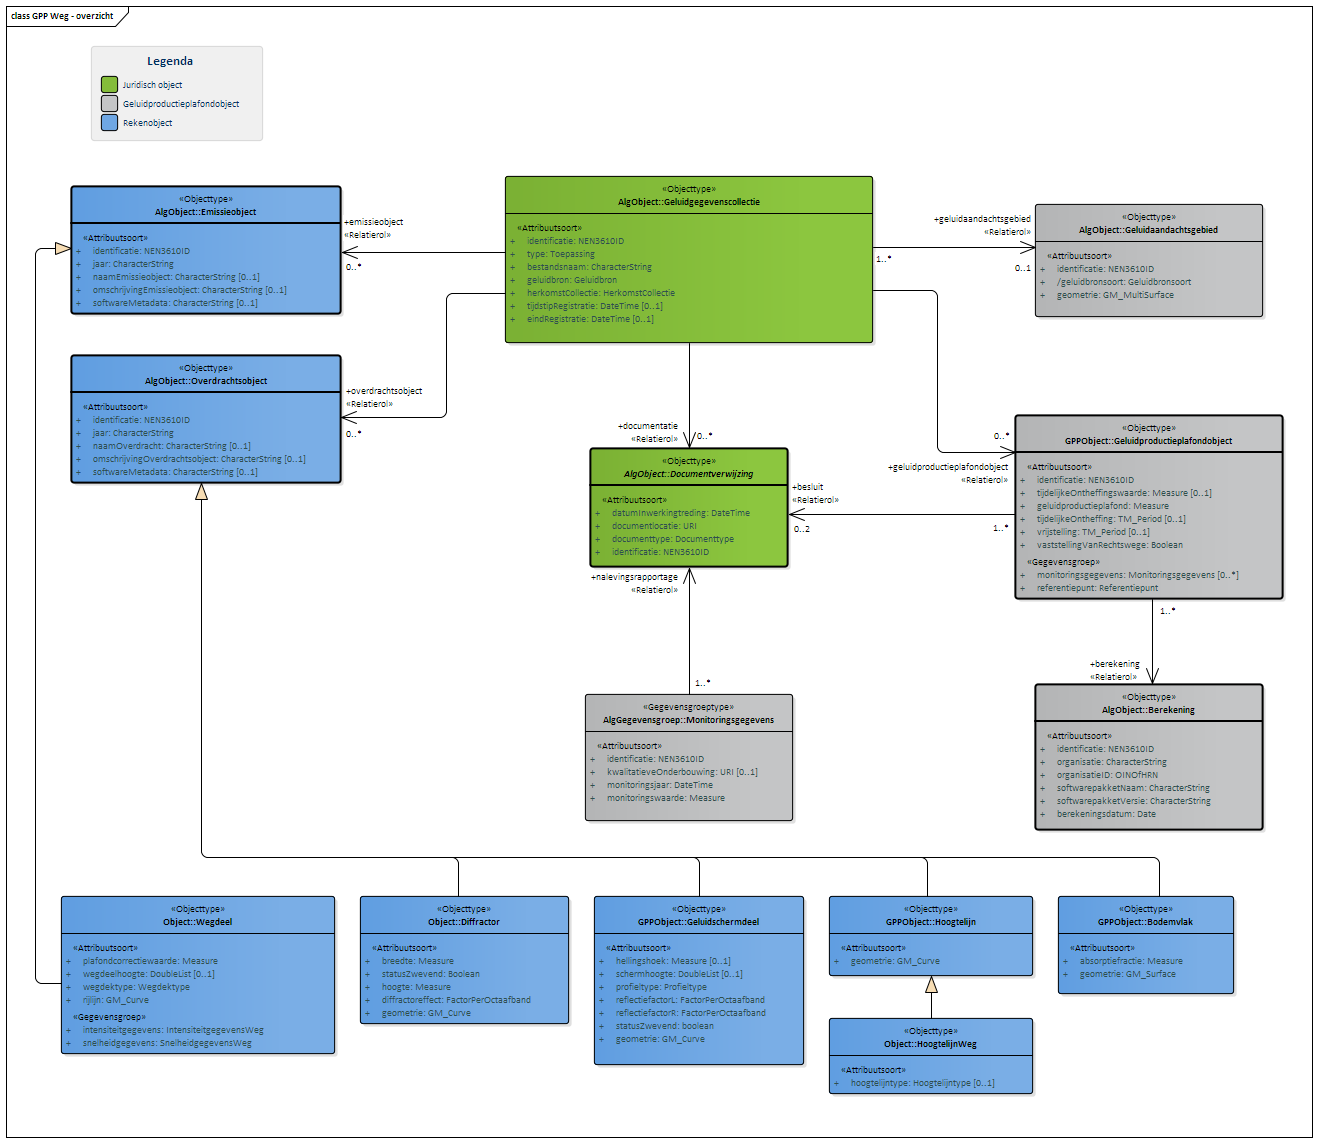 class GPP Weg - overzicht
Legenda
Juridisch object
Geluidproductieplafondobject
Rekenobject
«Objecttype»
AlgObject::Emissieobject
«Attribuutsoort»
+ identificatie: NEN3610ID
+ jaar: CharacterString
+ naamEmissieobject: CharacterString [0..1]
+ omschrijvingEmissieobject: CharacterString [0..1]
+ softwareMetadata: CharacterString [0..1]
+emissieobject
«Relatierol»
0..*
«Objecttype»
AlgObject::Geluidgegevenscollectie
«Attribuutsoort»
+ identificatie: NEN3610ID
+ type: Toepassing
+ bestandsnaam: CharacterString
+ geluidbron: Geluidbron
+ herkomstCollectie: HerkomstCollectie
+ tijdstipRegistratie: DateTime [0..1]
+ eindRegistratie: DateTime [0..1]
1..*
+geluidaandachtsgebied
«Relatierol»
0..1
«Objecttype»
AlgObject::Geluidaandachtsgebied
«Attribuutsoort»
+ identificatie: NEN3610ID
+ /geluidbronsoort: Geluidbronsoort
+ geometrie: GM_MultiSurface
«Objecttype»
AlgObject::Overdrachtsobject
«Attribuutsoort»
+ identificatie: NEN3610ID
+ jaar: CharacterString
+ naamOverdracht: CharacterString [0..1]
+ omschrijvingOverdrachtsobject: CharacterString [0..1]
+ softwareMetadata: CharacterString [0..1]
+overdrachtsobject
«Relatierol»
0..*
+documentatie
«Relatierol»
0..*
0..*
+geluidproductieplafondobject
«Relatierol»
«Objecttype»
GPPObject::Geluidproductieplafondobject
«Attribuutsoort»
+ identificatie: NEN3610ID
+ tijdelijkeOntheffingswaarde: Measure [0..1]
+ geluidproductieplafond: Measure
+ tijdelijkeOntheffing: TM_Period [0..1]
+ vrijstelling: TM_Period [0..1]
+ vaststellingVanRechtswege: Boolean
«Gegevensgroep»
+ monitoringsgegevens: Monitoringsgegevens [0..*]
+ referentiepunt: Referentiepunt
«Objecttype»
AlgObject::Documentverwijzing
«Attribuutsoort»
+ datumInwerkingtreding: DateTime
+ documentlocatie: URI
+ documenttype: Documenttype
+ identificatie: NEN3610ID
+besluit
«Relatierol»
0..2
1..*
+nalevingsrapportage
«Relatierol»
1..*
1..*
+berekening
«Relatierol»
«Gegevensgroeptype»
AlgGegevensgroep::Monitoringsgegevens
«Attribuutsoort»
+ identificatie: NEN3610ID
+ kwalitatieveOnderbouwing: URI [0..1]
+ monitoringsjaar: DateTime
+ monitoringswaarde: Measure
«Objecttype»
AlgObject::Berekening
«Attribuutsoort»
+ identificatie: NEN3610ID
+ organisatie: CharacterString
+ organisatieID: OINOfHRN
+ softwarepakketNaam: CharacterString
+ softwarepakketVersie: CharacterString
+ berekeningsdatum: Date
«Objecttype»
Object::Wegdeel
«Attribuutsoort»
+ plafondcorrectiewaarde: Measure
+ wegdeelhoogte: DoubleList [0..1]
+ wegdektype: Wegdektype
+ rijlijn: GM_Curve
«Gegevensgroep»
+ intensiteitgegevens: IntensiteitgegevensWeg
+ snelheidgegevens: SnelheidgegevensWeg
«Objecttype»
Object::Diffractor
«Attribuutsoort»
+ breedte: Measure
+ statusZwevend: Boolean
+ hoogte: Measure
+ diffractoreffect: FactorPerOctaafband
+ geometrie: GM_Curve
«Objecttype»
GPPObject::Geluidschermdeel
«Attribuutsoort»
+ hellingshoek: Measure [0..1]
+ schermhoogte: DoubleList [0..1]
+ profieltype: Profieltype
+ reflectiefactorL: FactorPerOctaafband
+ reflectiefactorR: FactorPerOctaafband
+ statusZwevend: boolean
+ geometrie: GM_Curve
«Objecttype»
GPPObject::Hoogtelijn
«Attribuutsoort»
+ geometrie: GM_Curve
«Objecttype»
GPPObject::Bodemvlak
«Attribuutsoort»
+ absorptiefractie: Measure
+ geometrie: GM_Surface
«Objecttype»
Object::HoogtelijnWeg
«Attribuutsoort»
+ hoogtelijntype: Hoogtelijntype [0..1]